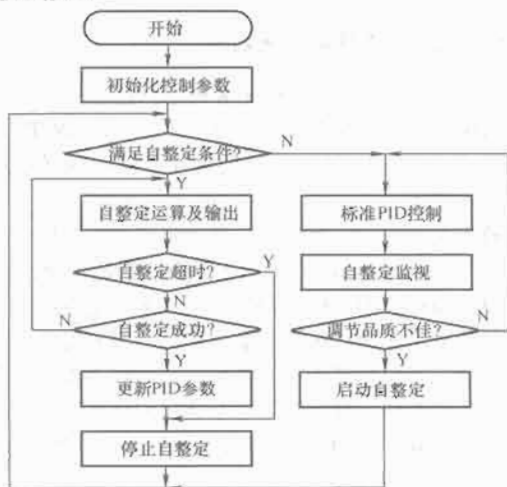 开始
初始化控制参数
满足自整定条件?
N
Y
自整定运算及输出
标准PID控制
自整定超时?
Y
自整定监视
N
N
自整定成功?
调节品质不佳?
N
Y
Y
更新PID参数
启动自整定
停止自整定